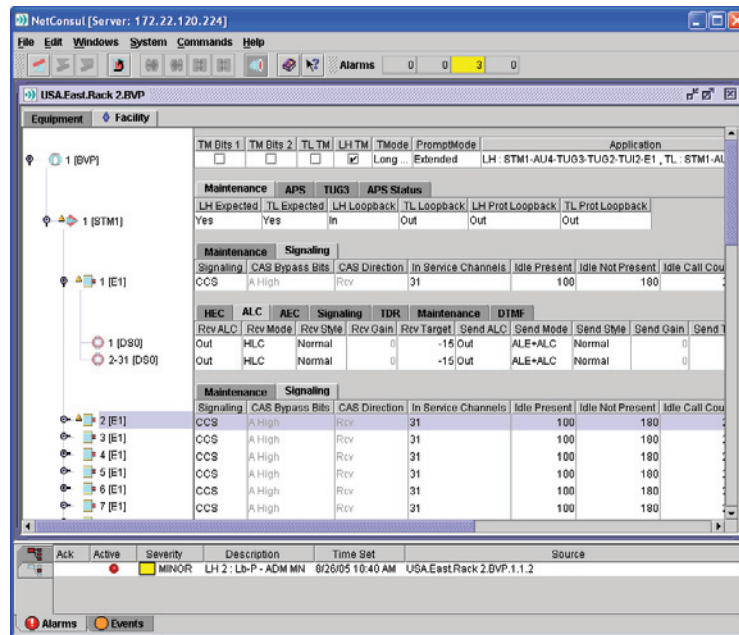 NetConsul [Server: 172.22.120.224]
File Edit Windows System Commands Help
Alarms 0 0 3 0
USA.East.Rack 2.BVP
Equipment Facility
TM Bits 1 TM Bits 2 TL TM LH TM TMode PromptMode Application
1 [BVP] Long ... Extended LH : STM1-AU4-TUG3-TUG2-TUI2-E1 , TL : STM1-AU
Maintenance APS TUG3 APS Status
LH Expected TL Expected LH Loopback TL Loopback LH Prot Loopback TL Prot Loopback
1 [STM1] Yes Yes In Out Out Out
Maintenance Signaling
Signaling CAS Bypass Bits CAS Direction In Service Channels Idle Present Idle Not Present Idle Call Cou
1 [E1] CCS A High Rcv 31 100 180
HEC ALC AEC Signaling TDR Maintenance DTMF
Rcv ALC Rcv Mode Rcv Style Rcv Gain Rcv Target Send ALC Send Mode Send Style Send Gain Send T
1 [DS0] Out HLC Normal 0 -15 Out ALE+ALC Normal 0
2-31 [DS0] Out HLC Normal 0 -15 Out ALE+ALC Normal 0
Maintenance Signaling
Signaling CAS Bypass Bits CAS Direction In Service Channels Idle Present Idle Not Present Idle Call Cou
2 [E1] CCS A High Rcv 31 100 180
3 [E1] CCS A High Rcv 31 100 180
4 [E1] CCS A High Rcv 31 100 180
5 [E1] CCS A High Rcv 31 100 180
6 [E1] CCS A High Rcv 31 100 180
7 [E1] CCS A High Rcv 31 100 180
Ack Active Severity Description Time Set Source
MINOR LH 2 : Lb-P - ADM MN 8/26/05 10:40 AM USA.East.Rack 2.BVP.1.1.2
Alarms Events